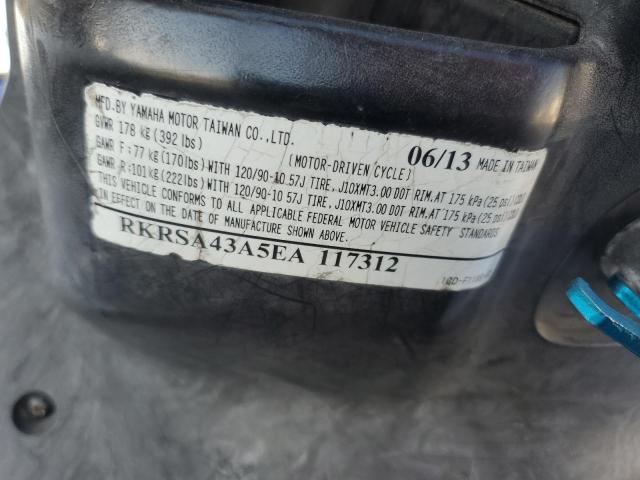 MFD.BY YAMAHA MOTOR TAIWAN CO.,LTD.
GVWR 178 kg(392 lbs) (MOTOR-DRIVEN CYCLE) 06/13 MADE IN TAIWAN
GAWR F:77 kg(170lbs)WITH 120/90-10 57J TIRE,J10XMT3.00 DOT RIM,AT 175 kPa(25 psi)
GAWR R:101kg(222lbs)WITH 120/90-10 57J TIRE,J10XMT3.00 DOT RIM,AT 175 kPa(25 psi)
THIS VEHICLE CONFORMS TO ALL APPLICABLE FEDERAL MOTOR VEHICLE SAFETY STANDARDS
IN EFFECT ON THE DATE OF MANUFACTURE SHOWN ABOVE.
RKRSA43A5EA 117312